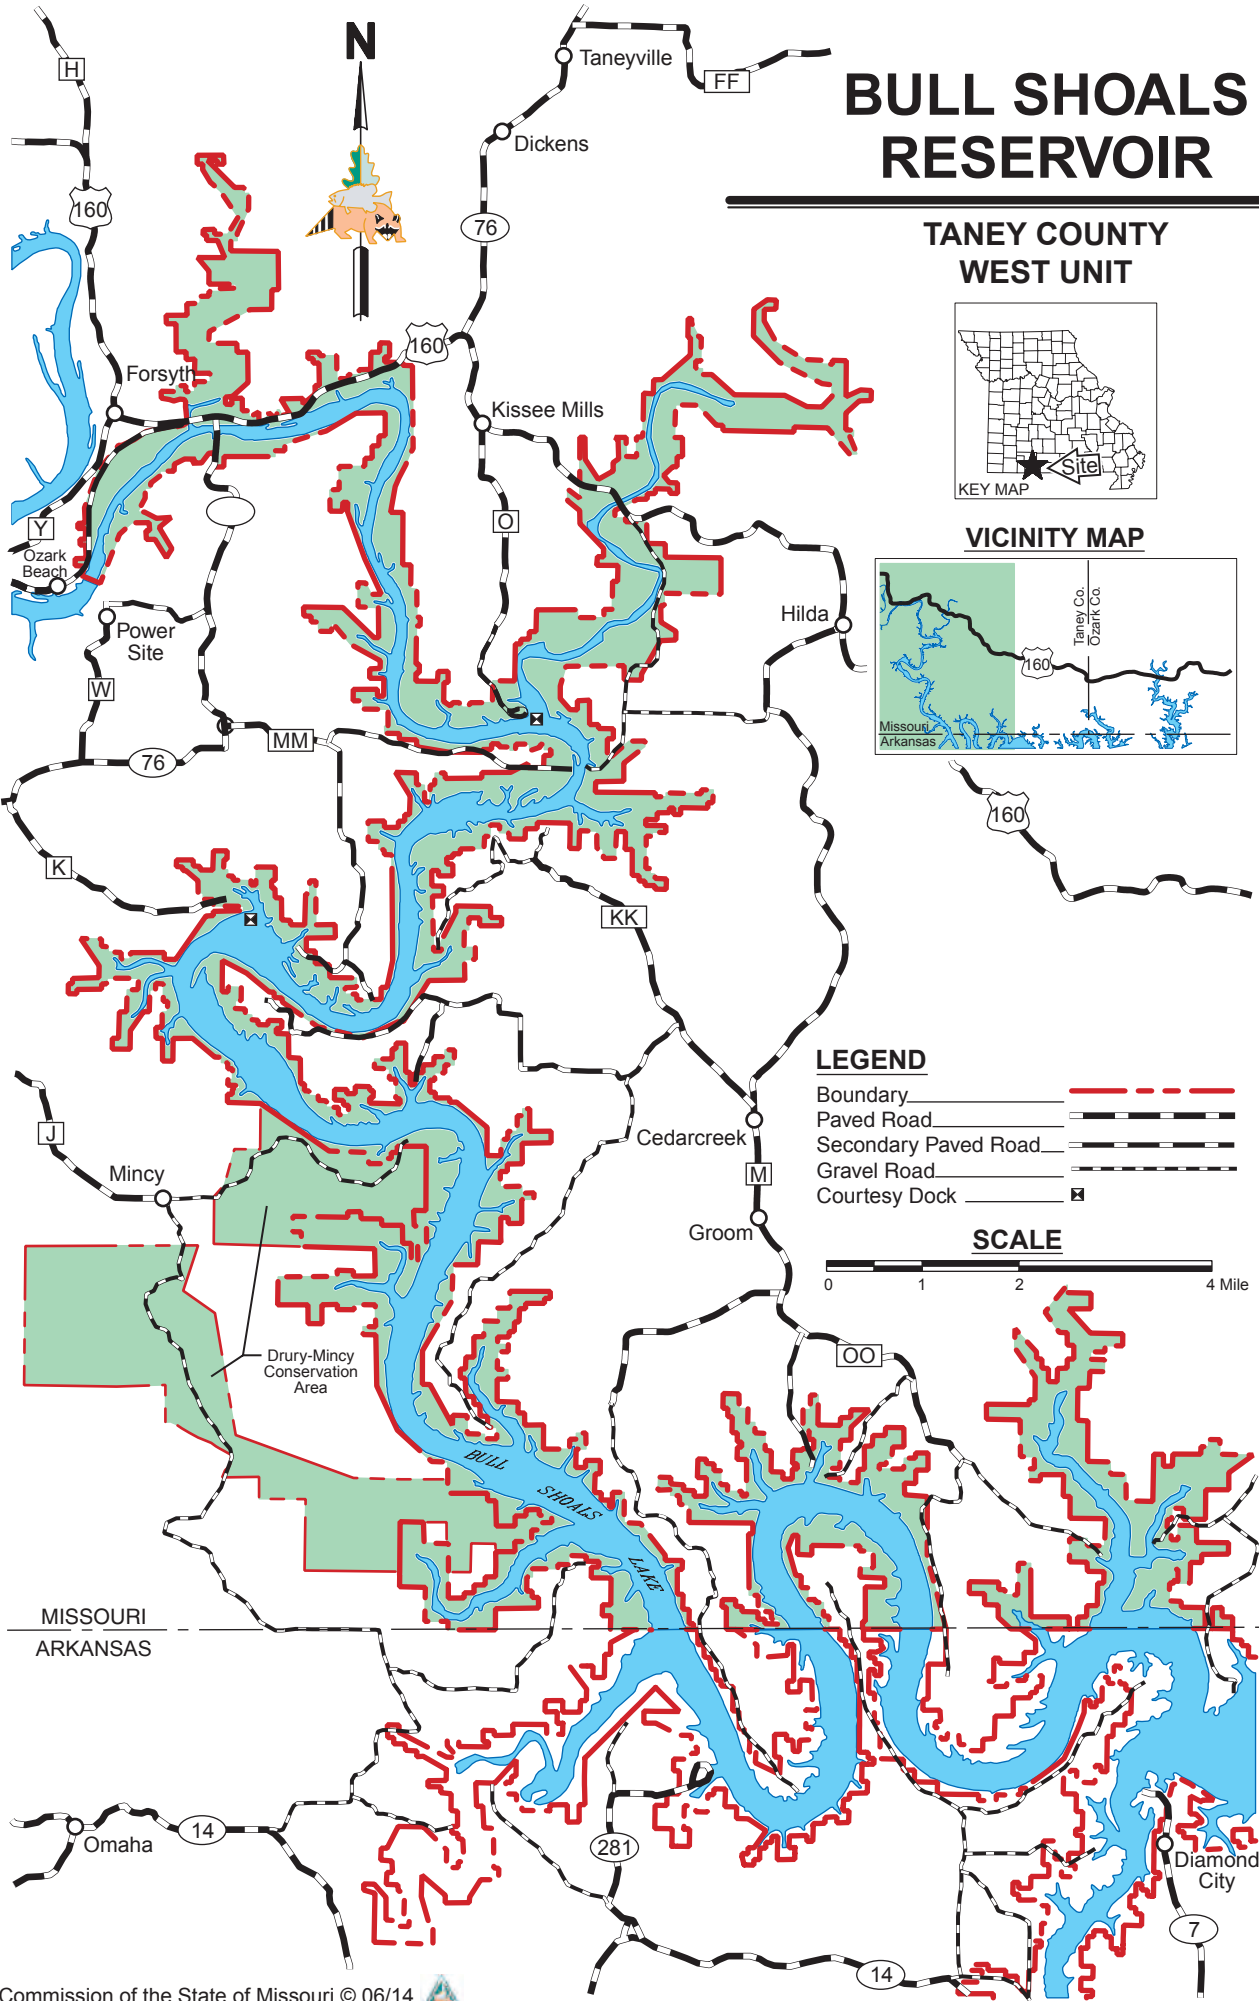 BULL SHOALS
RESERVOIR
TANEY COUNTY
WEST UNIT
Site
KEY MAP
VICINITY MAP
Taney Co.
Ozark Co.
160
Missouri
Arkansas
N
H
Taneyville
FF
Dickens
160
76
160
Forsyth
Kissee Mills
Y
O
Ozark
Beach
Hilda
Power
Site
W
MM
76
160
K
KK
LEGEND
Boundary
Paved Road
Secondary Paved Road
Gravel Road
Courtesy Dock
J
Cedarcreek
Mincy
M
Groom
SCALE
0 1 2 4 Mile
OO
Drury-Mincy
Conservation
Area
BULL
SHOALS
LAKE
MISSOURI
ARKANSAS
Omaha
14
281
Diamond
City
7
14
Commission of the State of Missouri © 06/14